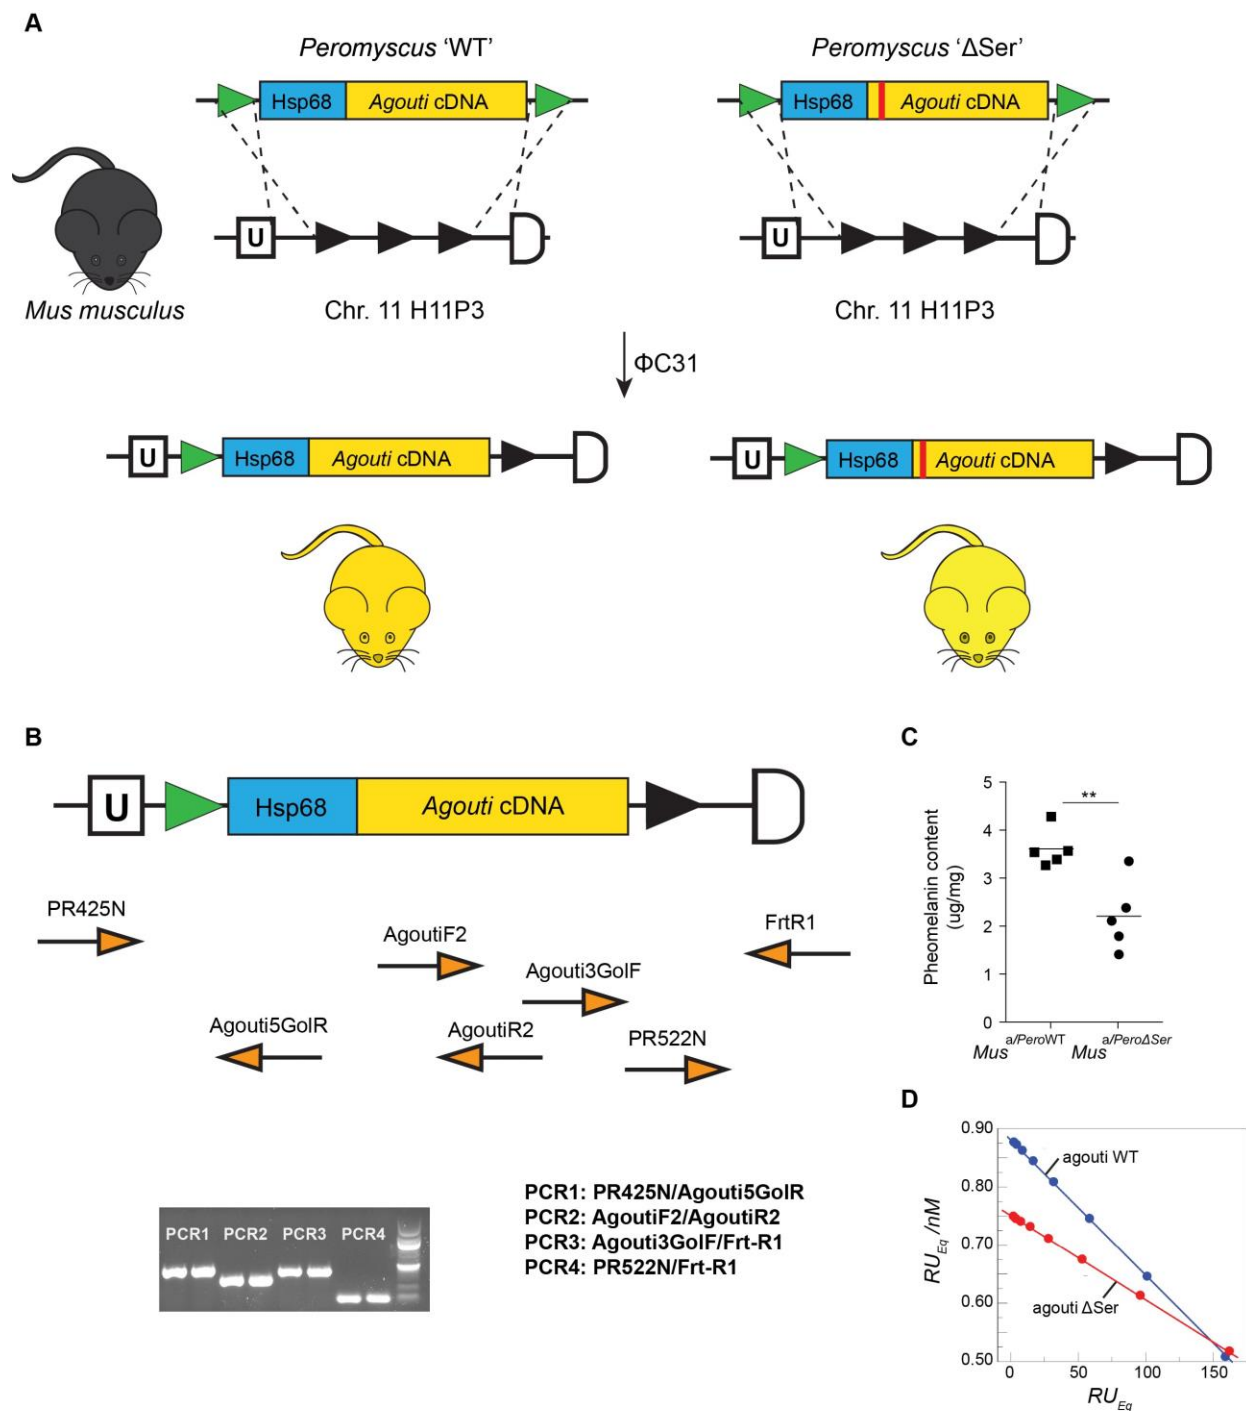 A
Peromyscus ‘WT’
Peromyscus ‘ΔSer’
Hsp68
Agouti cDNA
Hsp68
Agouti cDNA
U
U
Mus musculus
Chr. 11 H11P3
Chr. 11 H11P3
ΦC31
U
Hsp68
Agouti cDNA
U
Hsp68
Agouti cDNA
B
U
Hsp68
Agouti cDNA
PR425N
AgoutiF2
FrtR1
Agouti3GolF
Agouti5GolR
AgoutiR2
PR522N
PCR1
PCR2
PCR3
PCR4
PCR1: PR425N/Agouti5GolR
PCR2: AgoutiF2/AgoutiR2
PCR3: Agouti3GolF/Frt-R1
PCR4: PR522N/Frt-R1
C
Pheomelanin content
(ug/mg)
5
4
3
2
1
0
**
Mus a/PeroWT
Mus a/PeroΔSer
D
RUEq /nM
0.90
0.80
0.70
0.60
0.50
agouti WT
agouti ΔSer
0
50
100
150
RUEq